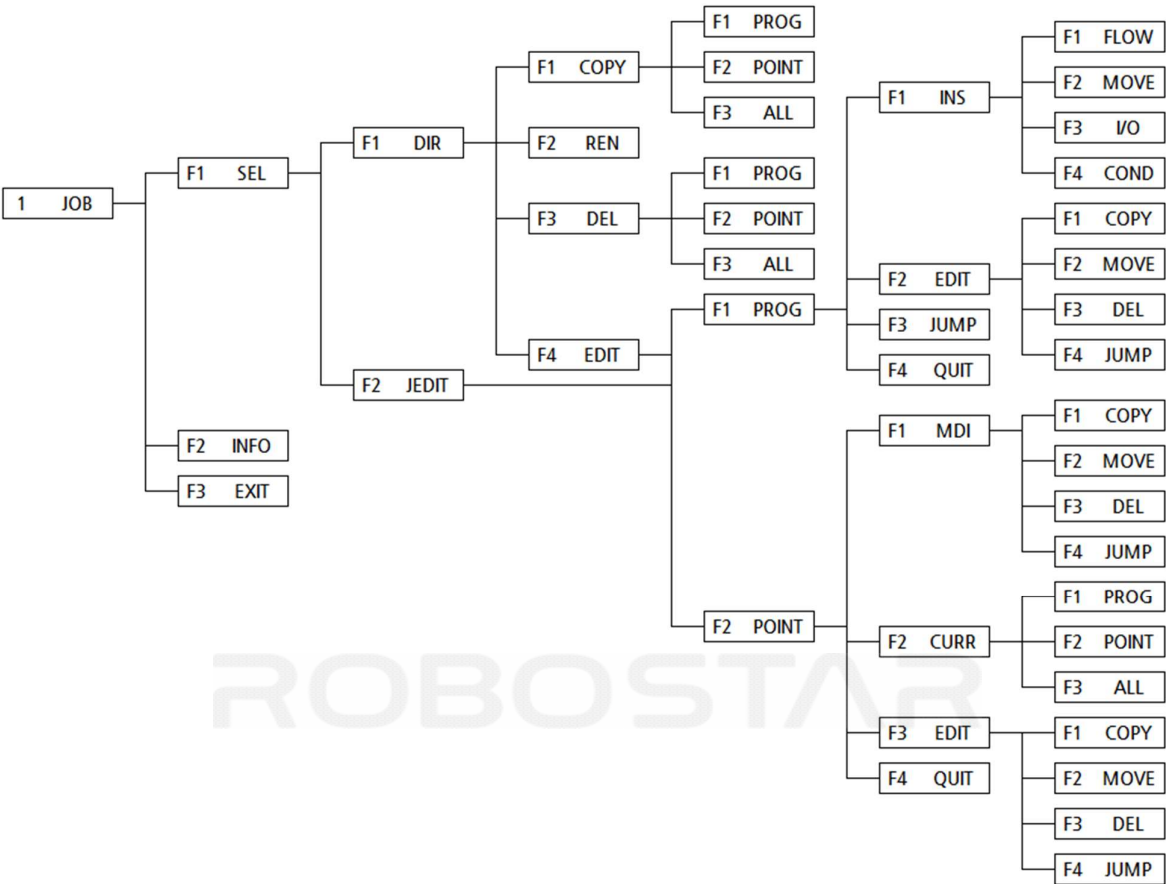 1 JOB
F1 SEL
F2 INFO
F3 EXIT
F1 DIR
F2 JEDIT
F1 COPY
F2 REN
F3 DEL
F4 EDIT
F1 PROG
F2 POINT
F3 ALL
F1 PROG
F2 POINT
F3 ALL
F1 PROG
F2 POINT
F1 INS
F2 EDIT
F3 JUMP
F4 QUIT
F1 MDI
F2 CURR
F3 EDIT
F4 QUIT
F1 FLOW
F2 MOVE
F3 I/O
F4 COND
F1 COPY
F2 MOVE
F3 DEL
F4 JUMP
F1 COPY
F2 MOVE
F3 DEL
F4 JUMP
F1 PROG
F2 POINT
F3 ALL
F1 COPY
F2 MOVE
F3 DEL
F4 JUMP
ROBOSTAR